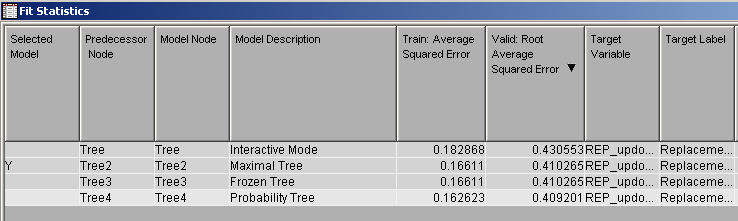 Fit Statistics
Selected Model Predecessor Node Model Node Model Description Train: Average Squared Error Valid: Root Average Squared Error ▼ Target Variable Target Label
Tree Tree Interactive Mode 0.182868 0.430553 REP_updo... Replaceme...
Y Tree2 Tree2 Maximal Tree 0.16611 0.410265 REP_updo... Replaceme...
Tree3 Tree3 Frozen Tree 0.16611 0.410265 REP_updo... Replaceme...
Tree4 Tree4 Probability Tree 0.162623 0.409201 REP_updo... Replaceme...